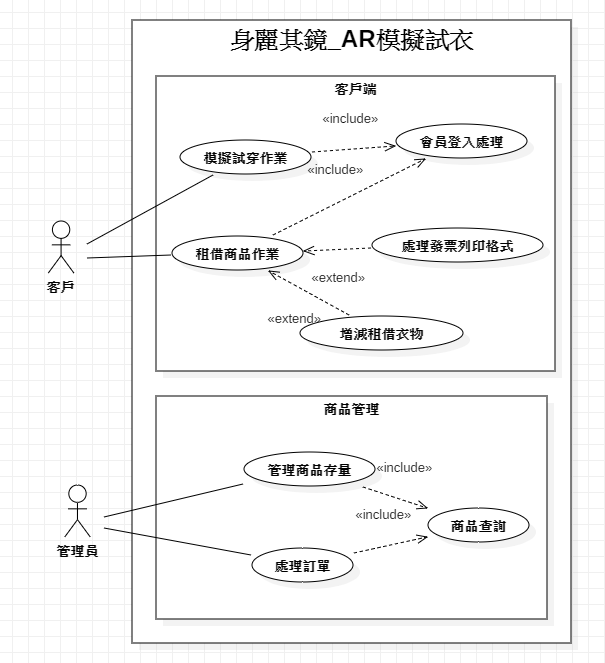 身麗其鏡_AR模擬試衣
客戶端
«include»
會員登入處理
模擬試穿作業
«include»
處理發票列印格式
租借商品作業
客戶
«extend»
«extend»
增減租借衣物
商品管理
管理商品存量
«include»
«include»
商品查詢
管理員
處理訂單